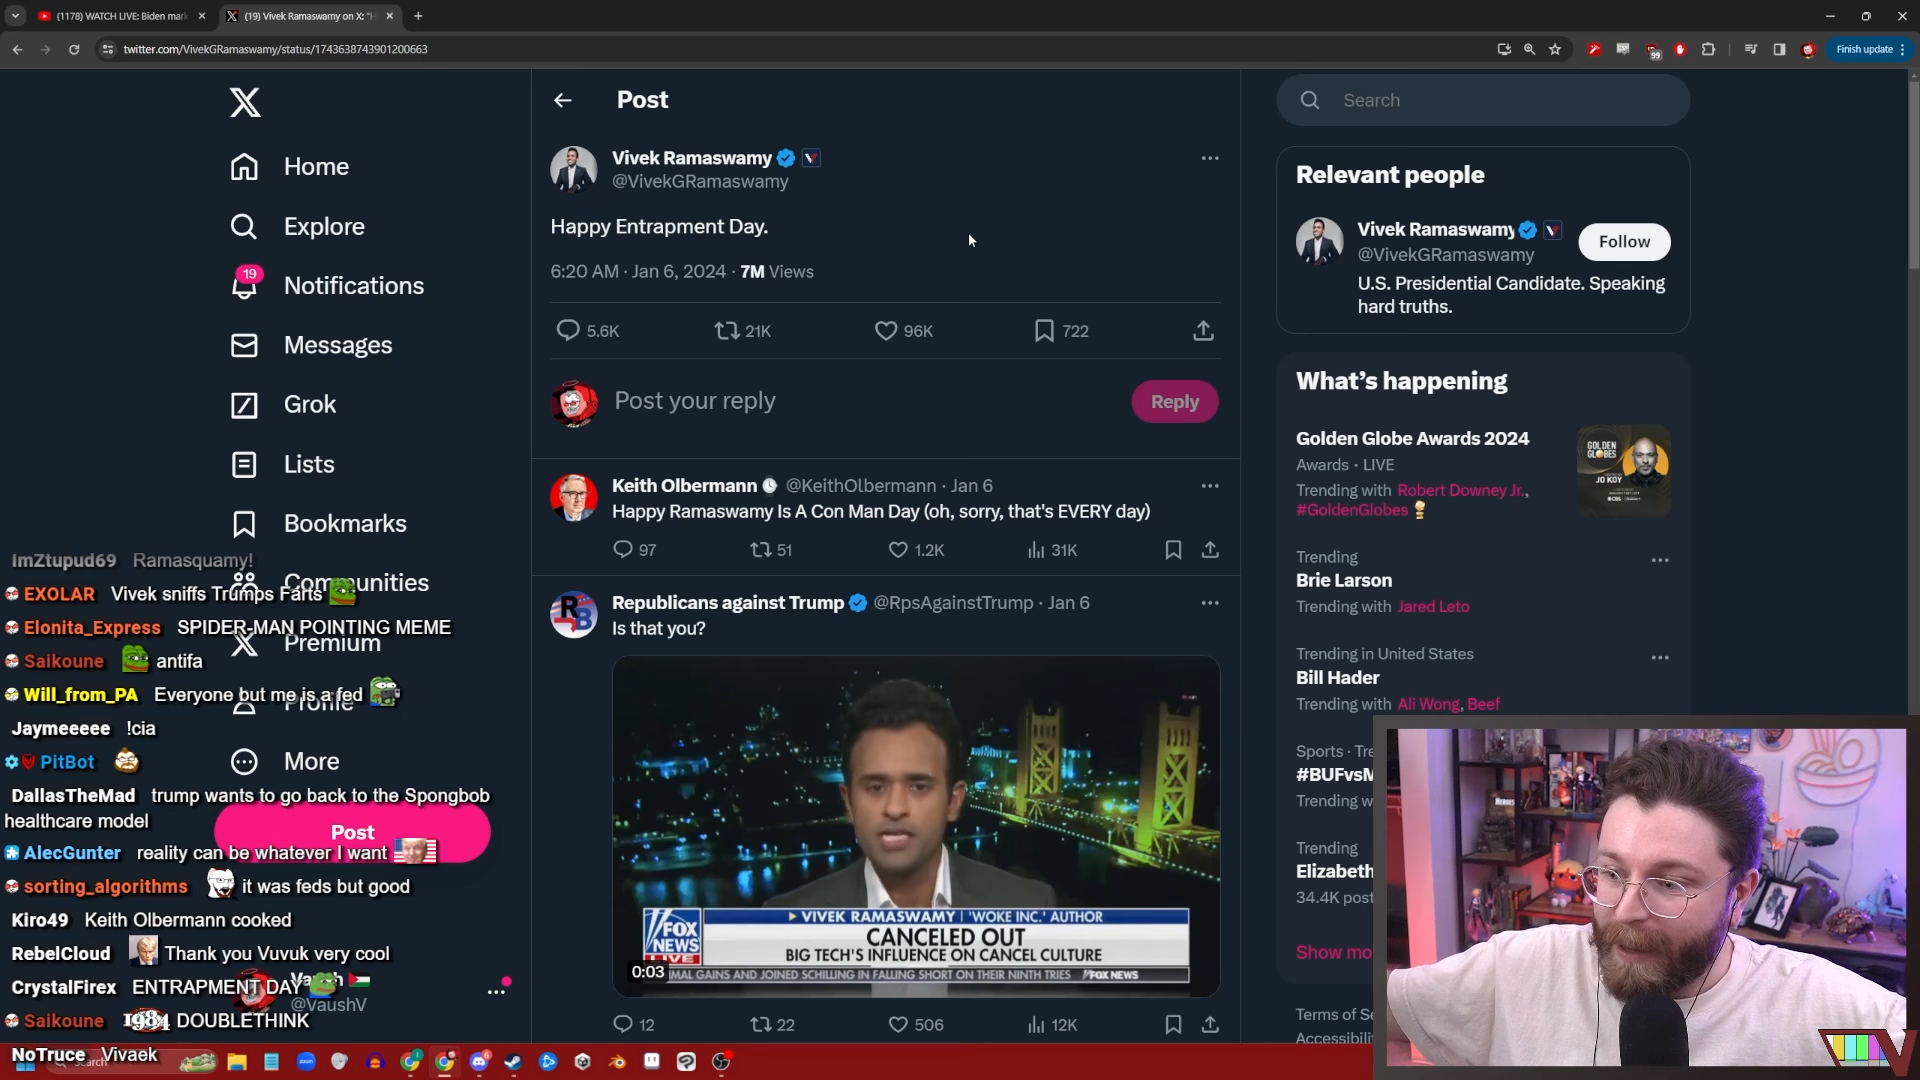 (1178) WATCH LIVE: Biden mark
(19) Vivek Ramaswamy on X: "H
twitter.com/VivekGRamaswamy/status/1743638743901200663
99
Finish update
Home
Explore
19
Notifications
Messages
Grok
Lists
Bookmarks
Communities
Premium
Profile
More
Post
Vaush
@VaushV
Post
Vivek Ramaswamy
@VivekGRamaswamy
Happy Entrapment Day.
6:20 AM · Jan 6, 2024 · 7M Views
5.6K 21K 96K 722
Post your reply
Reply
Keith Olbermann @KeithOlbermann · Jan 6
Happy Ramaswamy Is A Con Man Day (oh, sorry, that's EVERY day)
97 51 1.2K 31K
Republicans against Trump @RpsAgainstTrump · Jan 6
Is that you?
VIVEK RAMASWAMY | 'WOKE INC.' AUTHOR
CANCELED OUT
BIG TECH'S INFLUENCE ON CANCEL CULTURE
FOX
NEWS
LIVE
0:03
MAL GAINS AND JOINED SCHILLING IN FALLING SHORT ON THEIR NINTH TRIES FOX NEWS
12 22 506 12K
Search
Relevant people
Vivek Ramaswamy
@VivekGRamaswamy
Follow
U.S. Presidential Candidate. Speaking
hard truths.
What's happening
Golden Globe Awards 2024
Awards · LIVE
Trending with Robert Downey Jr.,
#GoldenGlobes
GOLDEN
GLOBES
JO KOY
Trending
Brie Larson
Trending with Jared Leto
Trending in United States
Bill Hader
Trending with Ali Wong, Beef
Sports · Tre
#BUFvsM
Trending w
Trending
Elizabeth
34.4K post
Show mo
Terms of Se
Accessibili
ImZtupud69 Ramasquamy!
EXOLAR Vivek sniffs Trumps Farts
Elonita_Express SPIDER-MAN POINTING MEME
Saikoune antifa
Will_from_PA Everyone but me is a fed
Jaymeeeee !cia
PitBot
DallasTheMad trump wants to go back to the Spongbob
healthcare model
AlecGunter reality can be whatever I want
sorting_algorithms it was feds but good
Kiro49 Keith Olbermann cooked
RebelCloud Thank you Vuvuk very cool
CrystalFirex ENTRAPMENT DAY
Saikoune 1984 DOUBLETHINK
NoTruce Vivaek
Search